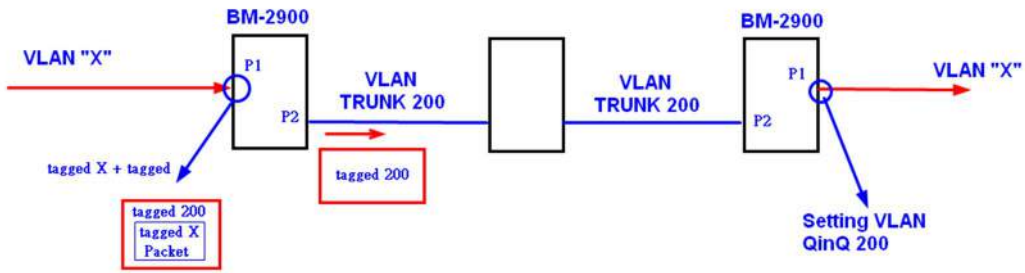 BM-2900
BM-2900
VLAN "X"
P1
VLAN
TRUNK 200
VLAN
TRUNK 200
P1
VLAN "X"
P2
P2
tagged X + tagged
tagged 200
tagged 200
tagged X
Packet
Setting VLAN
QinQ 200